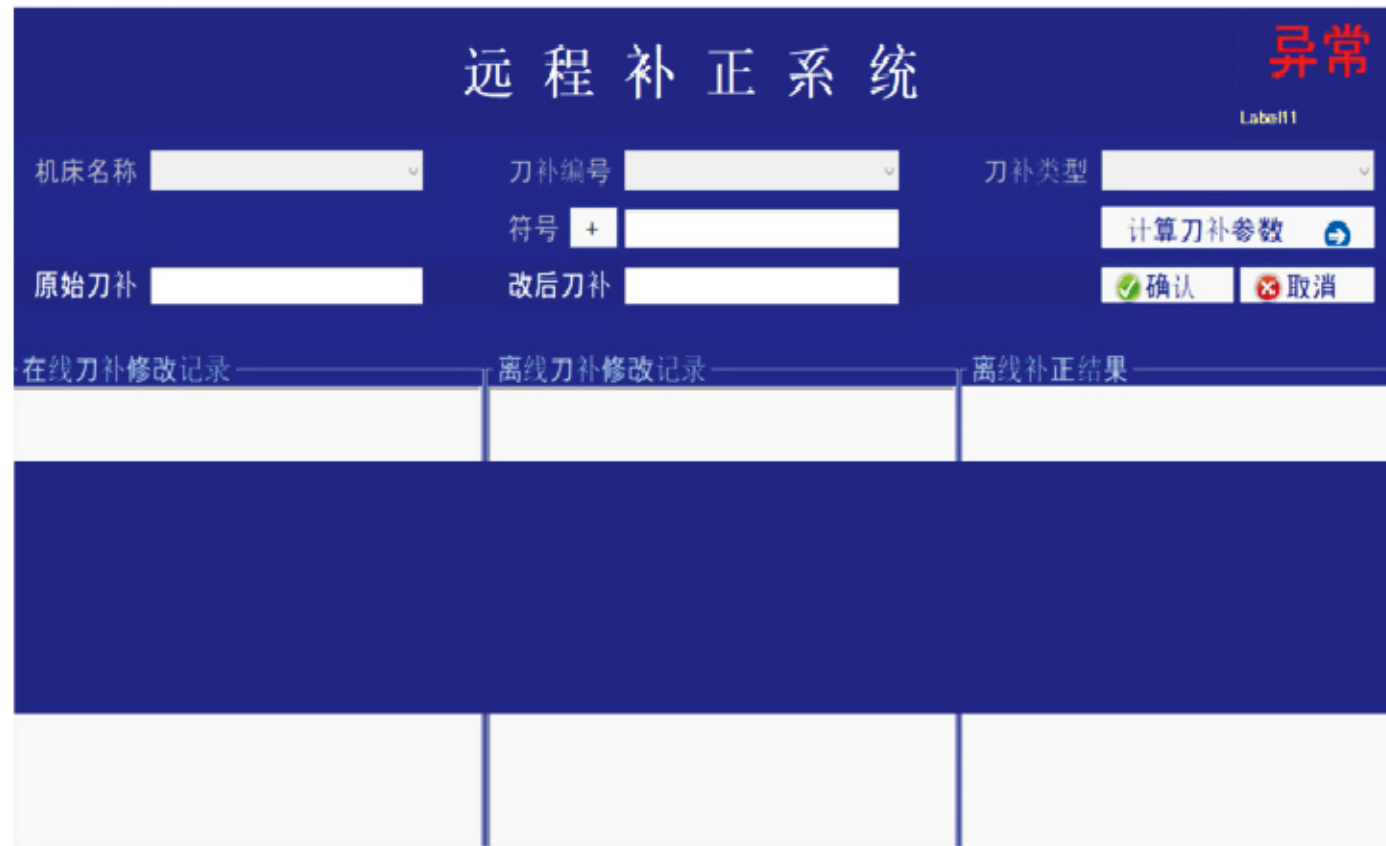 远程补正系统
异常
Label11
机床名称 刀补编号 刀补类型
符号 + 计算刀补参数
原始刀补 改后刀补 确认 取消
在线刀补修改记录 离线刀补修改记录 离线补正结果